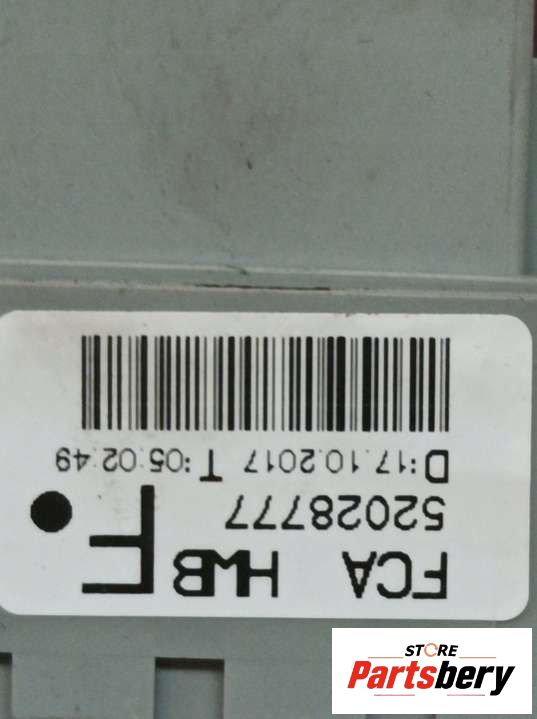 FCA HWB F
52028777
D:17.10.2017 T:05:02:49
STORE
Partsbery